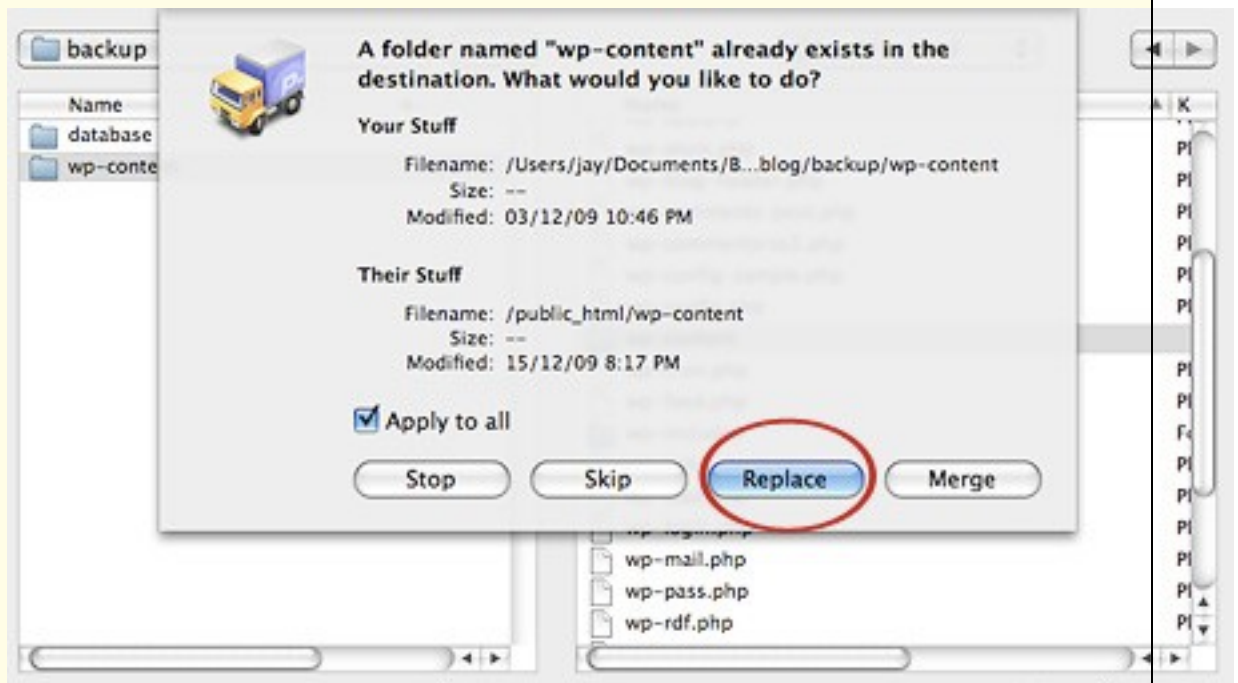 backup
A folder named "wp-content" already exists in the
destination. What would you like to do?
Name
K
database
wp-conte
Your Stuff
Filename: /Users/jay/Documents/B...blog/backup/wp-content
Size: --
Modified: 03/12/09 10:46 PM
Their Stuff
Filename: /public_html/wp-content
Size: --
Modified: 15/12/09 8:17 PM
Apply to all
Stop Skip Replace Merge
wp-login.php
wp-mail.php
wp-pass.php
wp-rdf.php